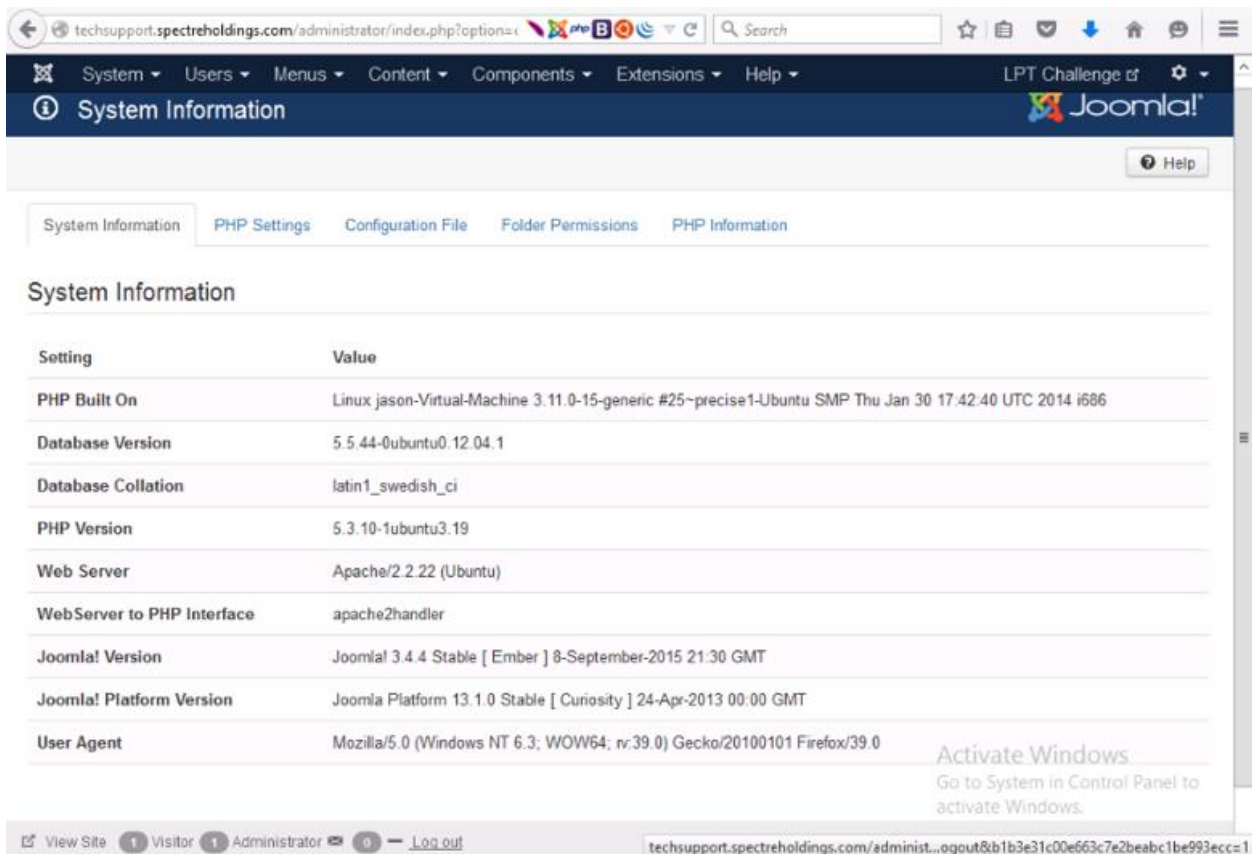 techsupport.spectreholdings.com/administrator/index.php?option=c php B Search
System Users Menus Content Components Extensions Help LPT Challenge
System Information Joomla!
Help
System Information PHP Settings Configuration File Folder Permissions PHP Information
System Information
Setting Value
PHP Built On Linux jason-Virtual-Machine 3.11.0-15-generic #25~precise1-Ubuntu SMP Thu Jan 30 17:42:40 UTC 2014 i686
Database Version 5.5.44-0ubuntu0.12.04.1
Database Collation latin1_swedish_ci
PHP Version 5.3.10-1ubuntu3.19
Web Server Apache/2.2.22 (Ubuntu)
WebServer to PHP Interface apache2handler
Joomla! Version Joomla! 3.4.4 Stable [ Ember ] 8-September-2015 21:30 GMT
Joomla! Platform Version Joomla Platform 13.1.0 Stable [ Curiosity ] 24-Apr-2013 00:00 GMT
User Agent Mozilla/5.0 (Windows NT 6.3; WOW64; rv:39.0) Gecko/20100101 Firefox/39.0
Activate Windows
Go to System in Control Panel to
activate Windows.
View Site 1 Visitor 1 Administrator 0 Log out techsupport.spectreholdings.com/administ...ogout&b1b3e31c00e663c7e2beabc1be993ecc=1